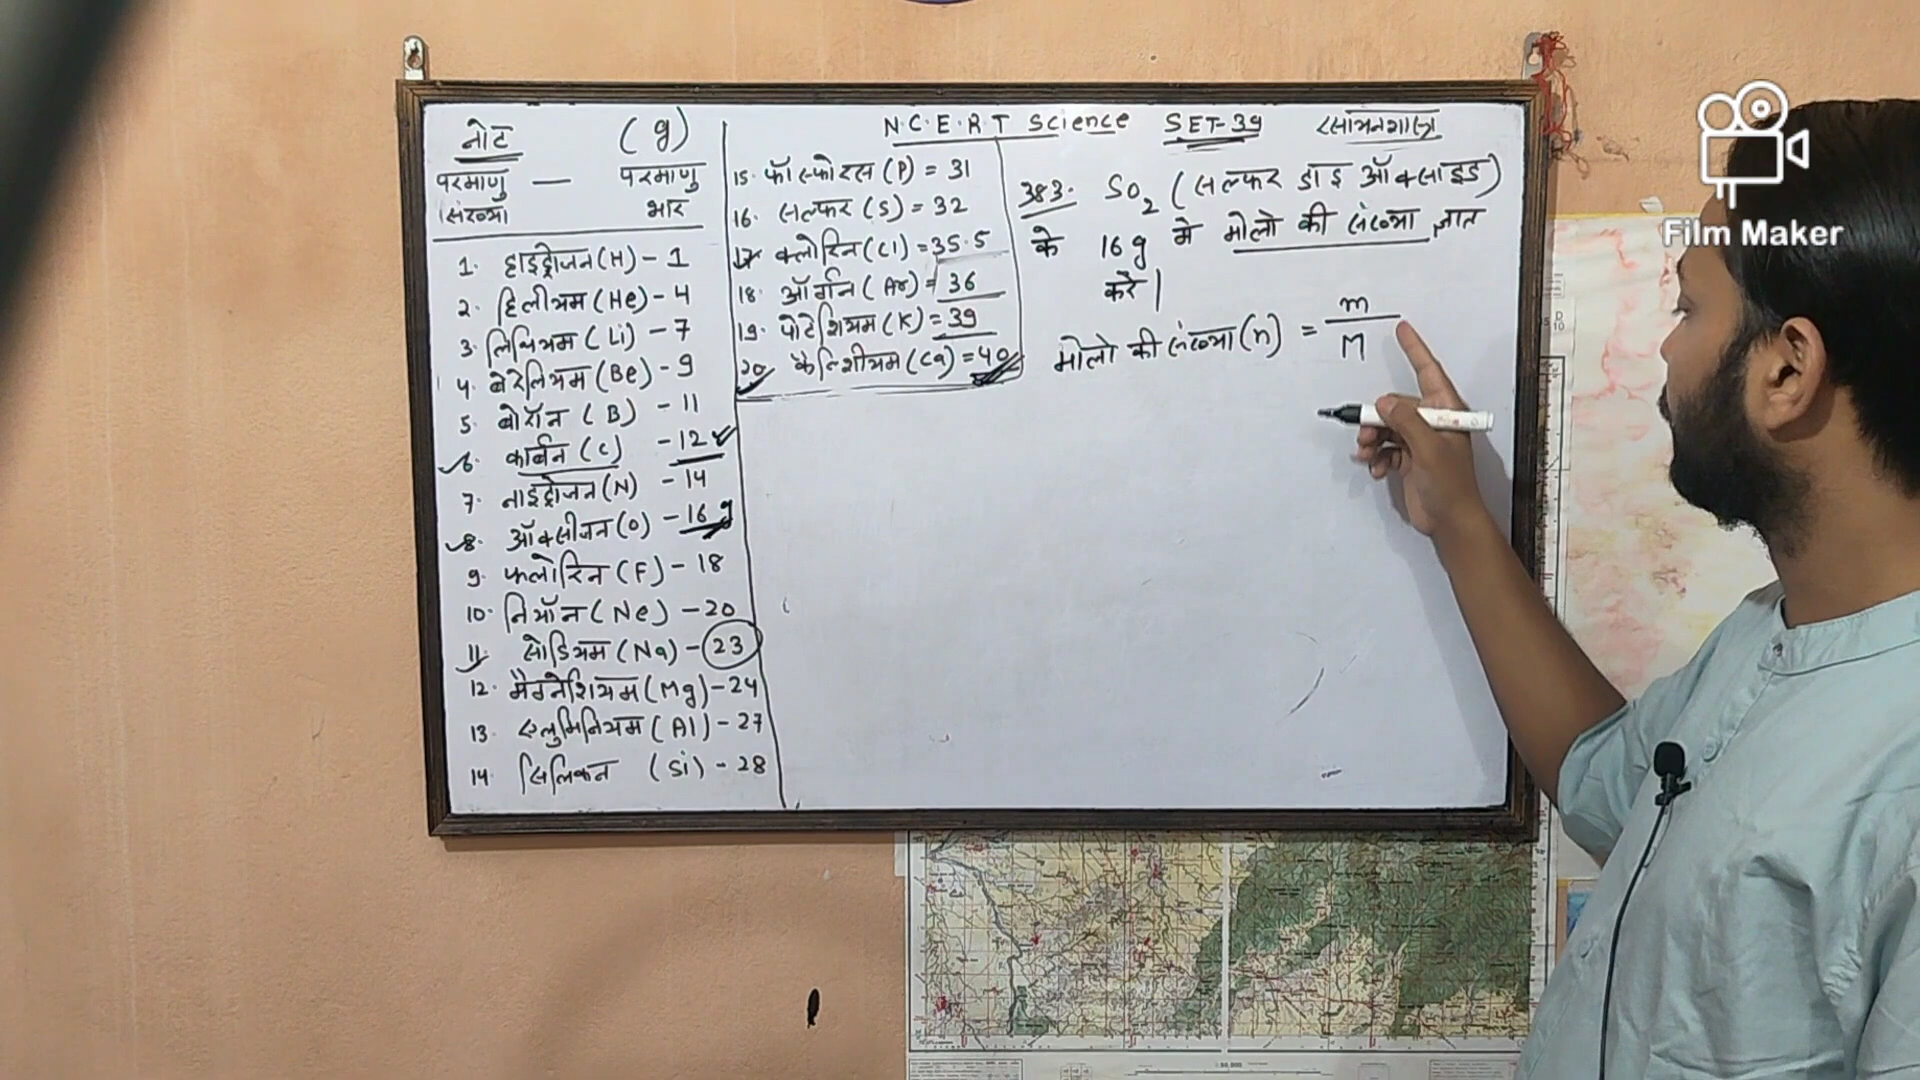 नोट (g)
परमाणु — परमाणु
संख्या भार
1. हाइड्रोजन (H) - 1
2. हिलीयम (He) - 4
3. लिथियम (Li) - 7
4. बेरेलियम (Be) - 9
5. बोरॉन (B) - 11
6. कार्बन (C) - 12
7. नाइट्रोजन (N) - 14
8. ऑक्सीजन (O) - 16 g
9. फ्लोरिन (F) - 18
10. नियॉन (Ne) - 20
11. सोडियम (Na) - 23
12. मैग्नेशियम (Mg) - 24
13. एलुमिनियम (Al) - 27
14 सिलिकन (Si) - 28
N.C.E.R.T Science SET-39 रसायनशास्त्र
15. फॉस्फोरस (P) = 31
16. सल्फर (S) = 32
17. क्लोरिन (Cl) = 35.5
18. ऑर्गन (Ar) = 36
19. पोटेशियम (K) = 39
20. कैल्शीयम (Ca) = 40
383. SO2 (सल्फर डाइ ऑक्साइड)
के 16 g मे मोलो की संख्या ज्ञात
करे।
मोलो की संख्या (n) = m/M
Film Maker